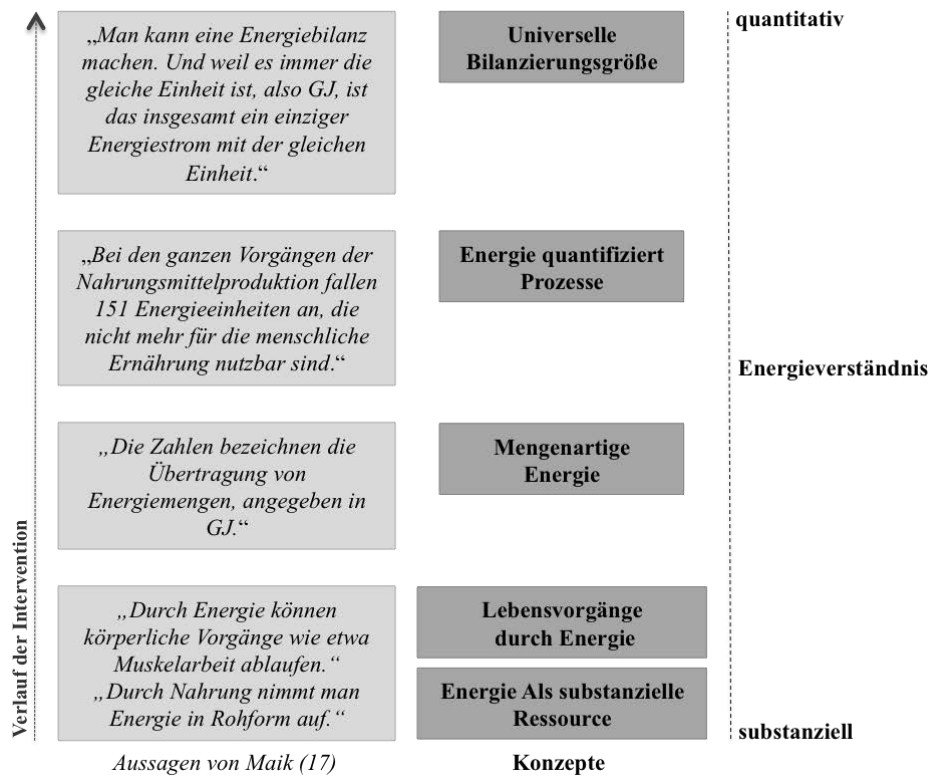 „Man kann eine Energiebilanz
machen. Und weil es immer die
gleiche Einheit ist, also GJ, ist
das insgesamt ein einziger
Energiestrom mit der gleichen
Einheit.“
Universelle
Bilanzierungsgröße
quantitativ
„Bei den ganzen Vorgängen der
Nahrungsmittelproduktion fallen
151 Energieeinheiten an, die
nicht mehr für die menschliche
Ernährung nutzbar sind.“
Energie quantifiziert
Prozesse
Energieverständnis
„Die Zahlen bezeichnen die
Übertragung von
Energiemengen, angegeben in
GJ.“
Mengenartige
Energie
Verlauf der Intervention
„Durch Energie können
körperliche Vorgänge wie etwa
Muskelarbeit ablaufen.“
„Durch Nahrung nimmt man
Energie in Rohform auf.“
Lebensvorgänge
durch Energie
Energie Als substanzielle
Ressource
substanziell
Aussagen von Maik (17)
Konzepte